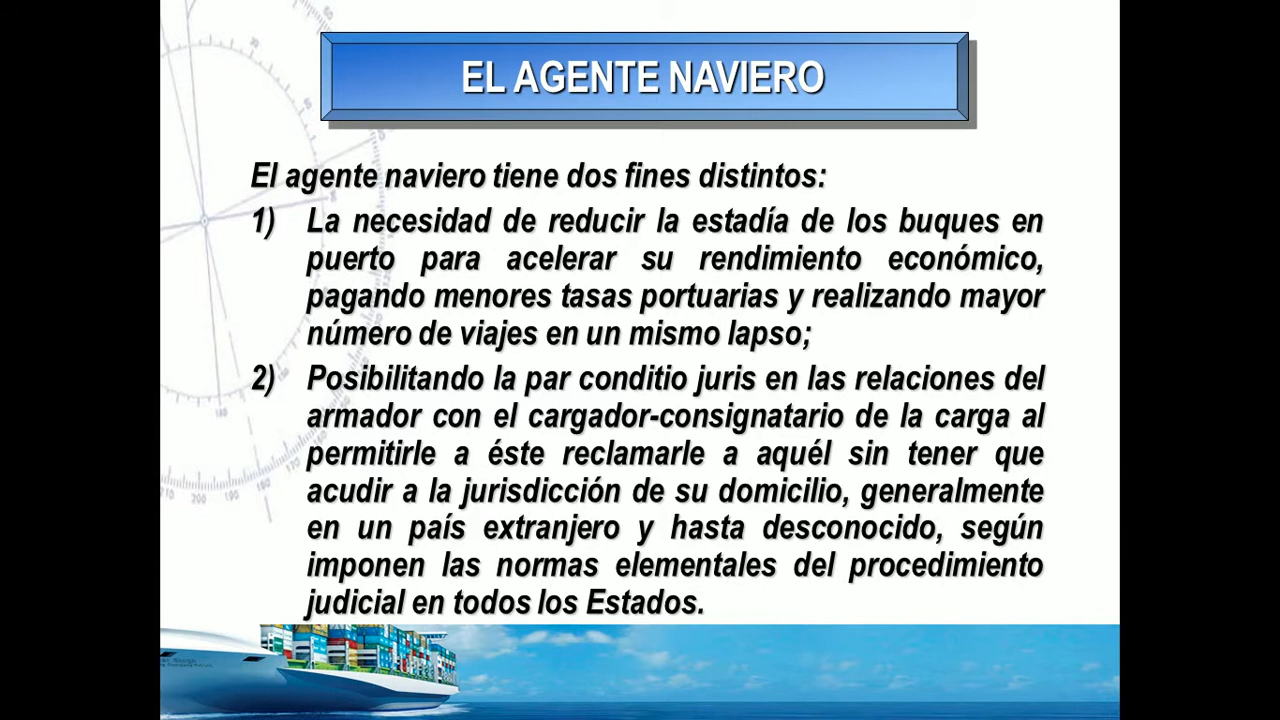 EL AGENTE NAVIERO
El agente naviero tiene dos fines distintos:
1) La necesidad de reducir la estadía de los buques en
puerto para acelerar su rendimiento económico,
pagando menores tasas portuarias y realizando mayor
número de viajes en un mismo lapso;
2) Posibilitando la par conditio juris en las relaciones del
armador con el cargador-consignatario de la carga al
permitirle a éste reclamarle a aquél sin tener que
acudir a la jurisdicción de su domicilio, generalmente
en un país extranjero y hasta desconocido, según
imponen las normas elementales del procedimiento
judicial en todos los Estados.